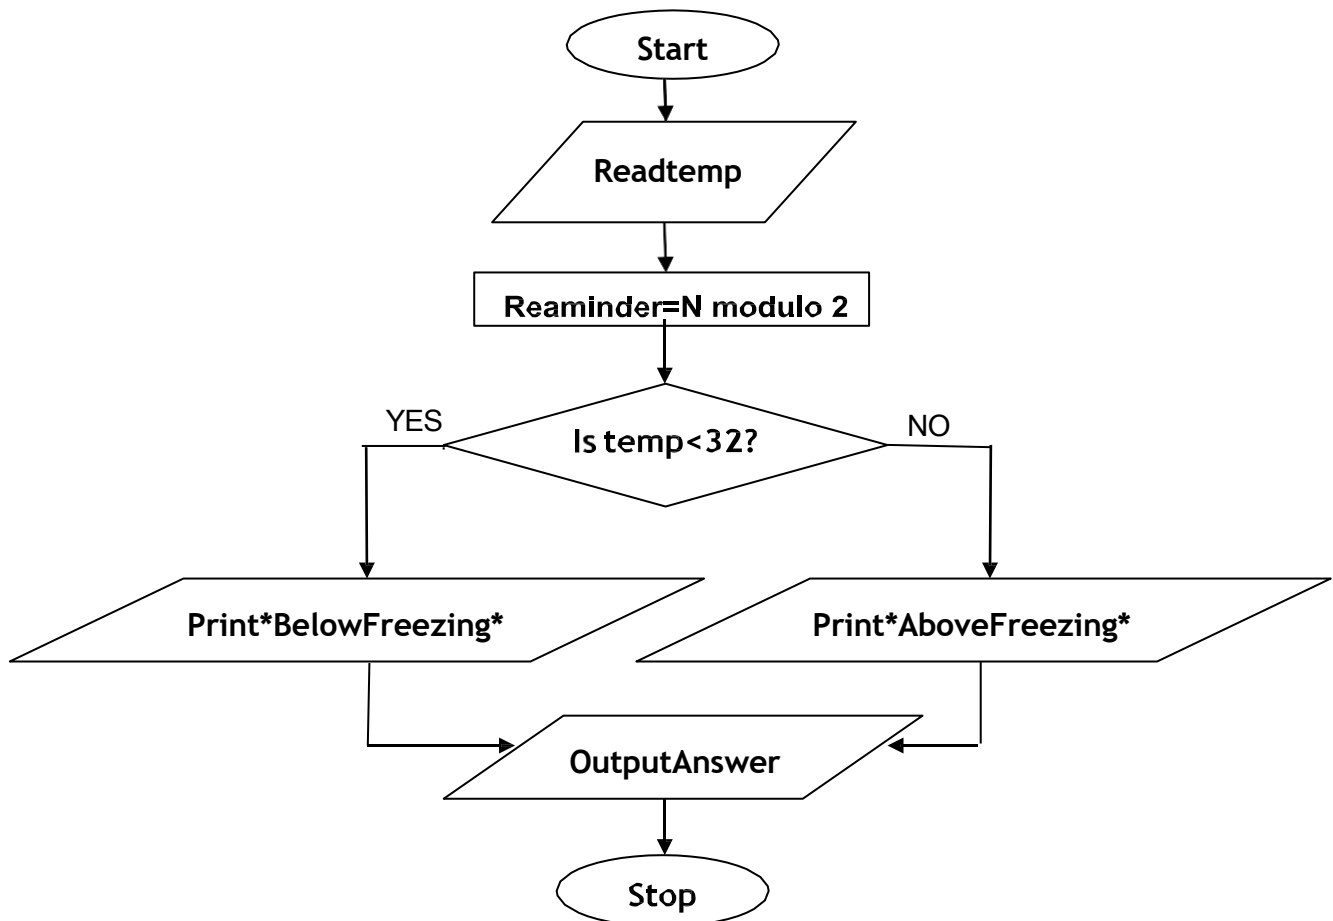 Start
Readtemp
Reaminder=N modulo 2
YES
Is temp<32?
NO
Print*BelowFreezing*
Print*AboveFreezing*
OutputAnswer
Stop